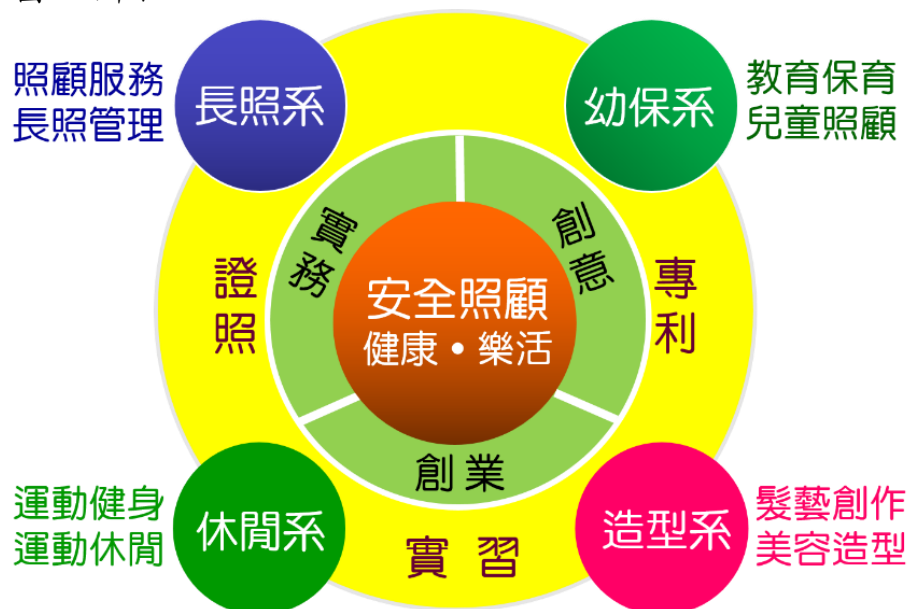 照顧服務
長照管理
長照系
幼保系
教育保育
兒童照顧
實務
創意
證照
專利
安全照顧
健康•樂活
創業
實習
運動健身
運動休閒
休閒系
造型系
髮藝創作
美容造型